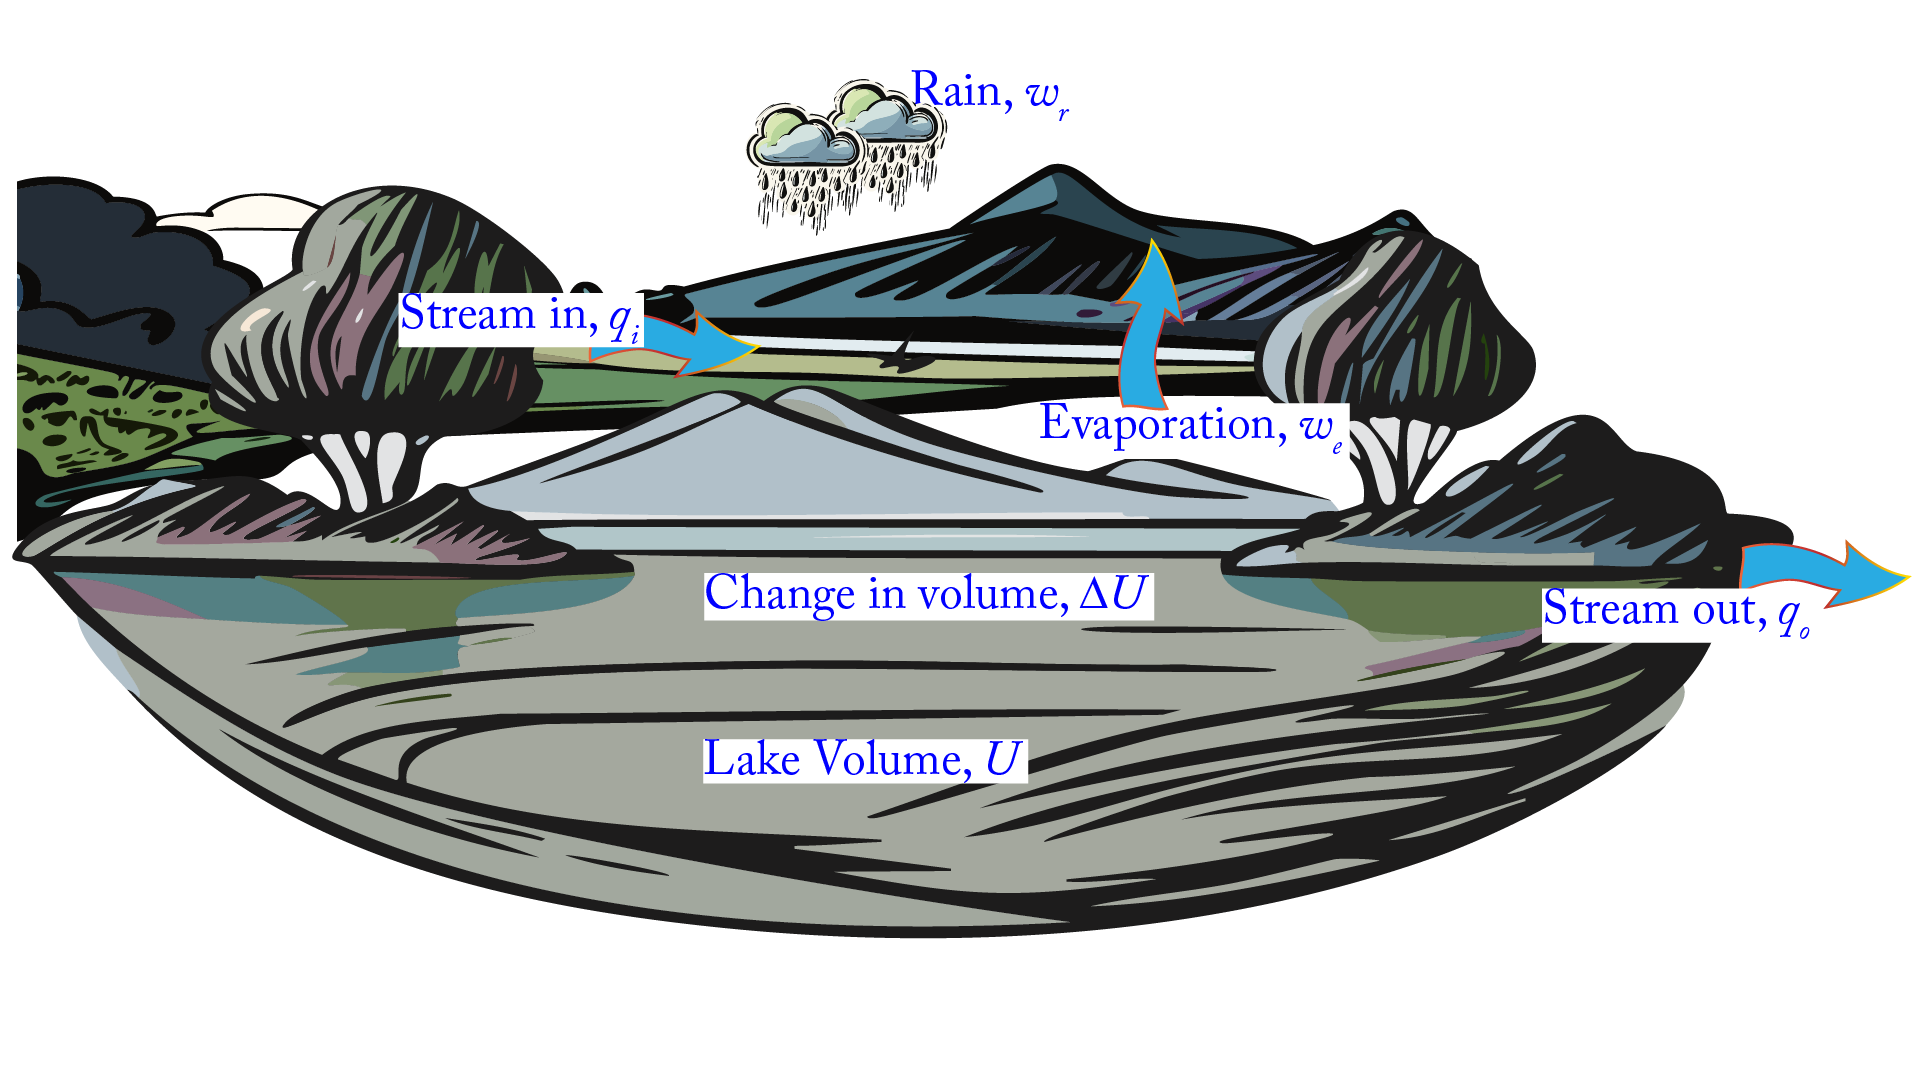 Rain, w_r
Stream in, q_i
Evaporation, w_e
Change in volume, ΔU
Stream out, q_o
Lake Volume, U